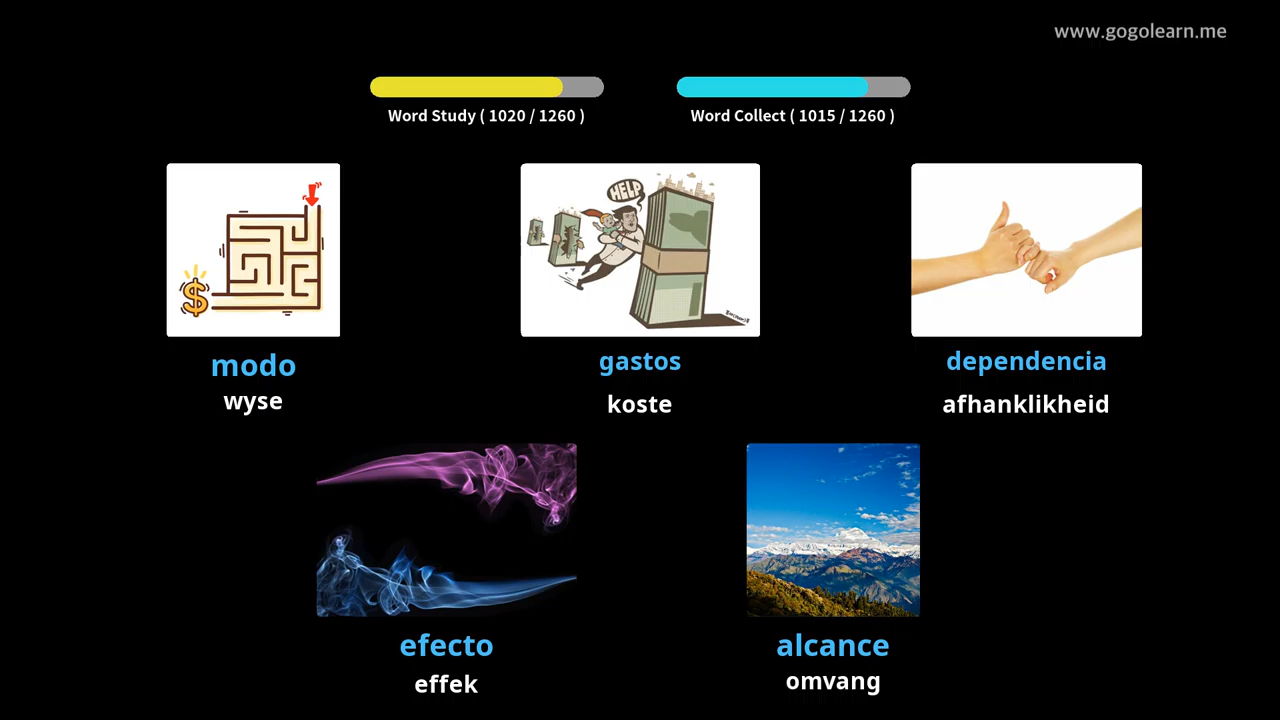 www.gogolearn.me
Word Study ( 1020 / 1260 )
Word Collect ( 1015 / 1260 )
HELP
$
modo
wyse
gastos
koste
dependencia
afhanklikheid
efecto
effek
alcance
omvang